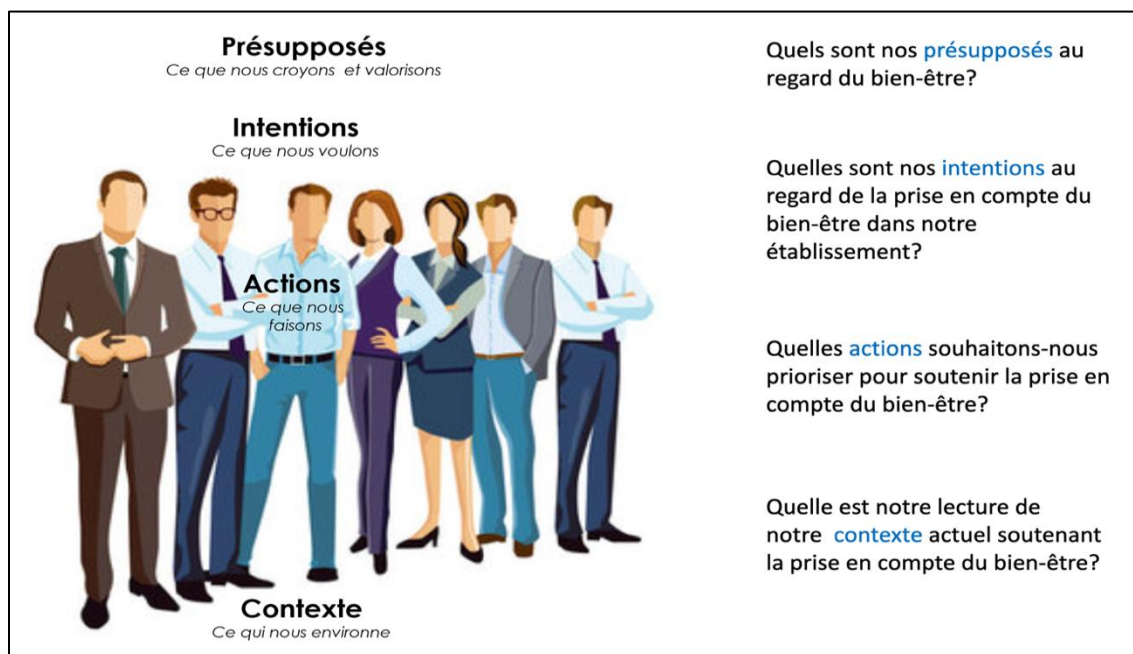 Présupposés
Ce que nous croyons et valorisons
Intentions
Ce que nous voulons
Actions
Ce que nous
faisons
Contexte
Ce qui nous environne
Quels sont nos présupposés au
regard du bien-être?
Quelles sont nos intentions au
regard de la prise en compte du
bien-être dans notre
établissement?
Quelles actions souhaitons-nous
prioriser pour soutenir la prise en
compte du bien-être?
Quelle est notre lecture de
notre contexte actuel soutenant
la prise en compte du bien-être?